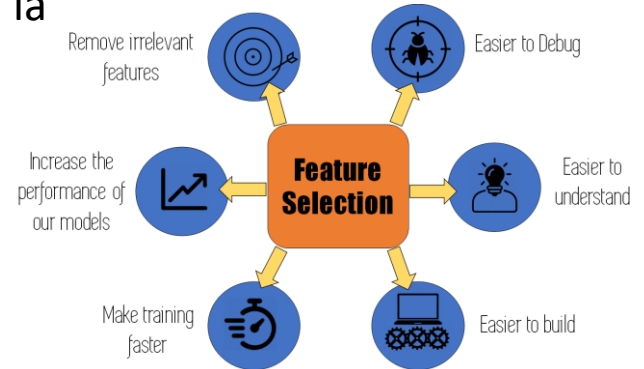 la
Remove irrelevant
features
Easier to Debug
Increase the
performance of
our models
Feature
Selection
Easier to
understand
Make training
faster
Easier to build